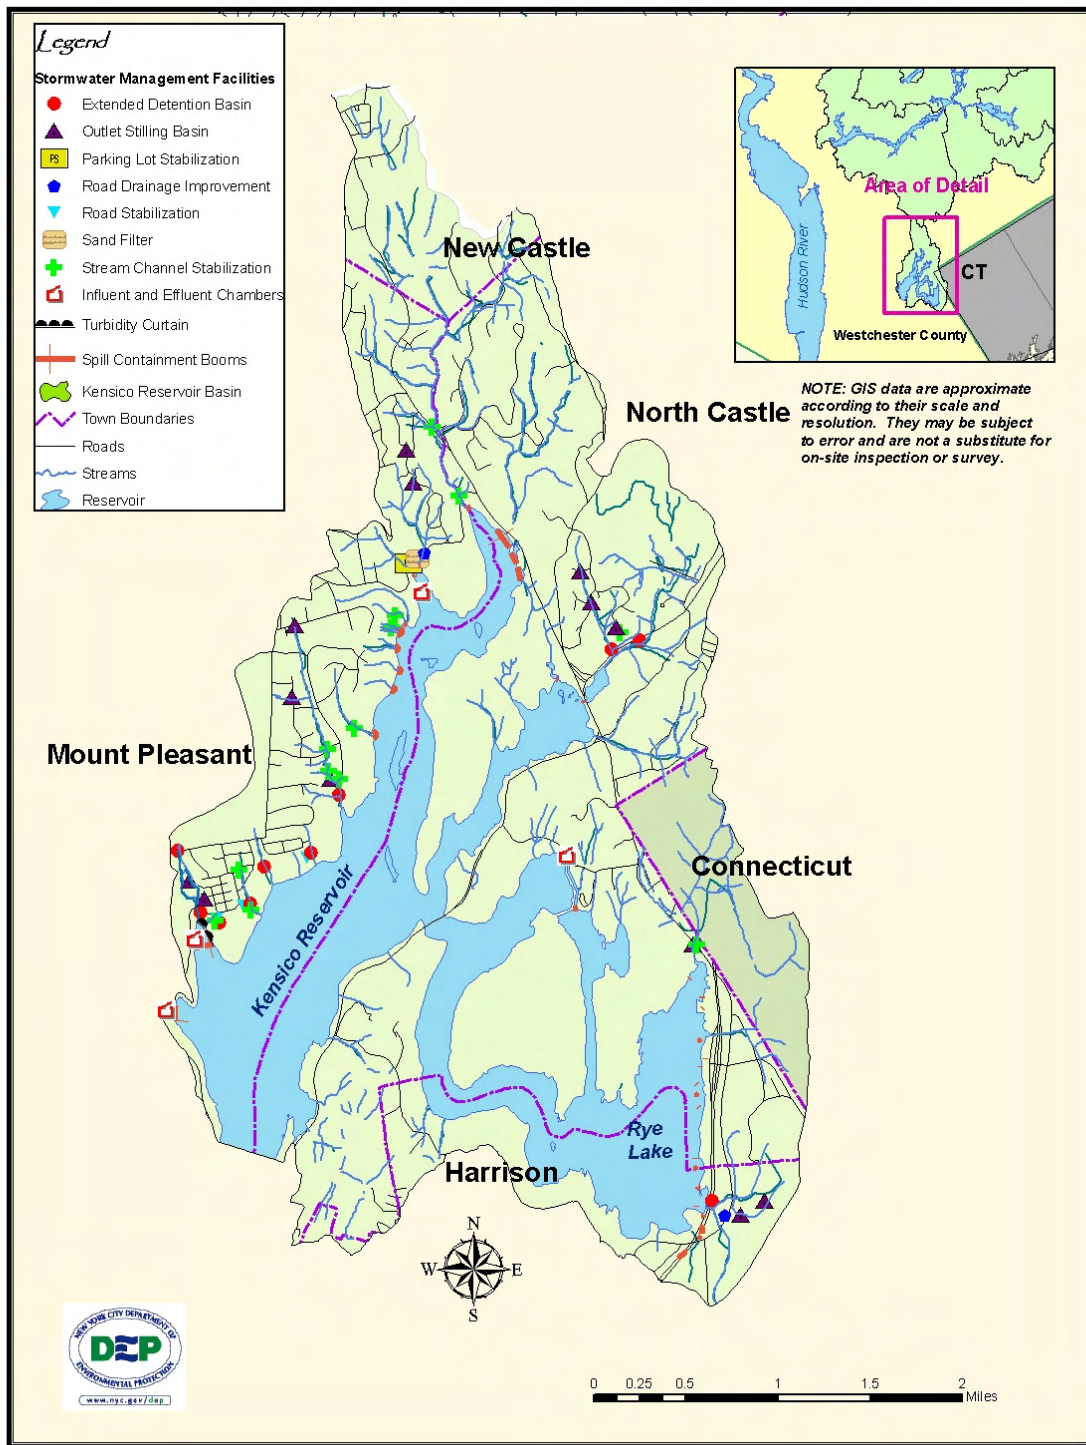 Legend
Stormwater Management Facilities
Extended Detention Basin
Outlet Stilling Basin
PS
Parking Lot Stabilization
Road Drainage Improvement
Road Stabilization
Sand Filter
Stream Channel Stabilization
Influent and Effluent Chambers
Turbidity Curtain
Spill Containment Booms
Kensico Reservoir Basin
Town Boundaries
Roads
Streams
Reservoir
Area of Detail
Hudson River
CT
Westchester County
NOTE: GIS data are approximate
according to their scale and
resolution. They may be subject
to error and are not a substitute for
on-site inspection or survey.
New Castle
North Castle
Mount Pleasant
Connecticut
Kensico Reservoir
Rye
Lake
Harrison
N
W
E
S
NEW YORK CITY DEPARTMENT OF
DEP
ENVIRONMENTAL PROTECTION
www.nyc.gov/dep
0 0.25 0.5 1 1.5 2
Miles